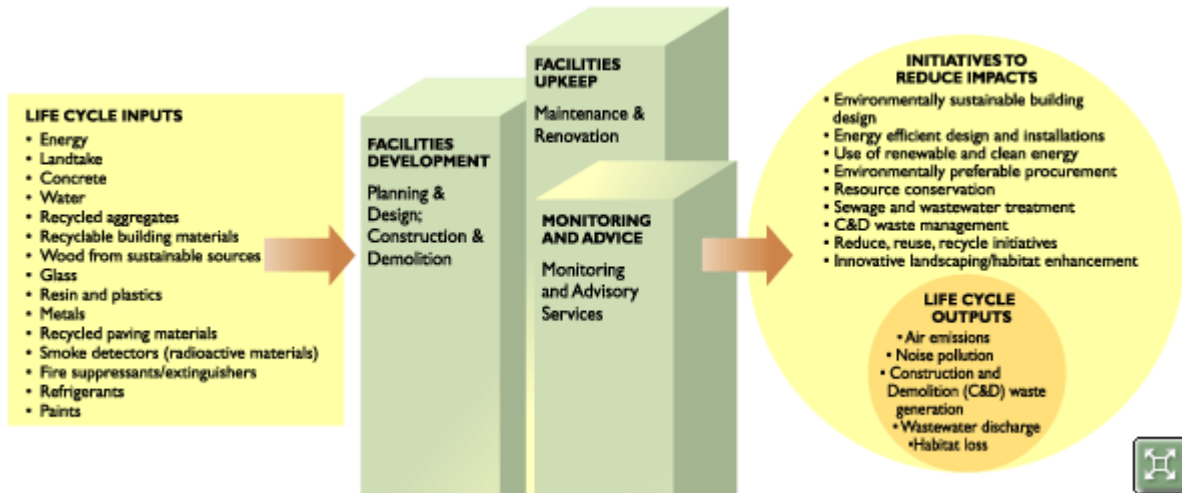 LIFE CYCLE INPUTS
• Energy
• Landtake
• Concrete
• Water
• Recycled aggregates
• Recyclable building materials
• Wood from sustainable sources
• Glass
• Resin and plastics
• Metals
• Recycled paving materials
• Smoke detectors (radioactive materials)
• Fire suppressants/extinguishers
• Refrigerants
• Paints
FACILITIES
DEVELOPMENT
Planning &
Design;
Construction &
Demolition
FACILITIES
UPKEEP
Maintenance &
Renovation
MONITORING
AND ADVICE
Monitoring
and Advisory
Services
INITIATIVES TO
REDUCE IMPACTS
• Environmentally sustainable building
design
• Energy efficient design and installations
• Use of renewable and clean energy
• Environmentally preferable procurement
• Resource conservation
• Sewage and wastewater treatment
• C&D waste management
• Reduce, reuse, recycle initiatives
• Innovative landscaping/habitat enhancement
LIFE CYCLE
OUTPUTS
• Air emissions
• Noise pollution
• Construction and
Demolition (C&D) waste
generation
• Wastewater discharge
• Habitat loss